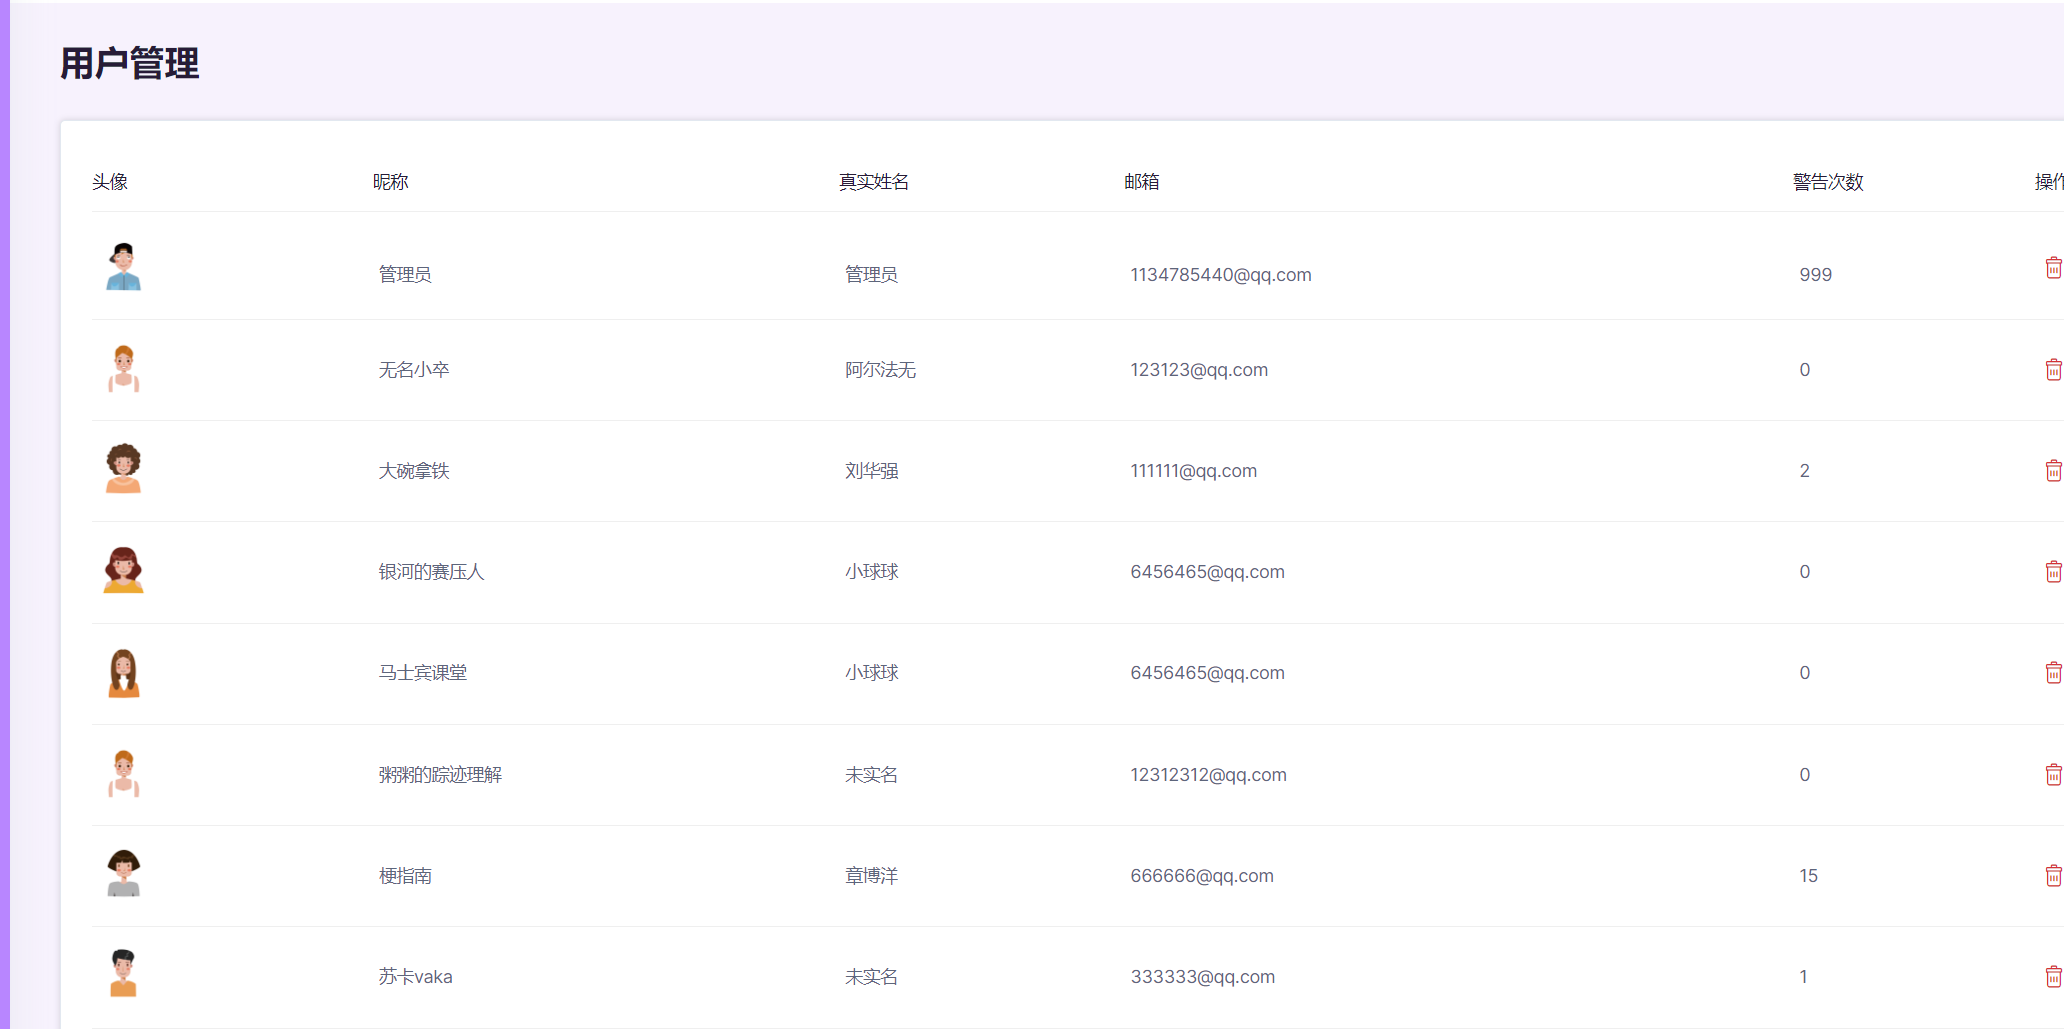 用户管理
头像 昵称 真实姓名 邮箱 警告次数 操作
管理员 管理员 1134785440@qq.com 999
无名小卒 阿尔法无 123123@qq.com 0
大碗拿铁 刘华强 111111@qq.com 2
银河的赛压人 小球球 6456465@qq.com 0
马士宾课堂 小球球 6456465@qq.com 0
粥粥的踪迹理解 未实名 12312312@qq.com 0
梗指南 章博洋 666666@qq.com 15
苏卡vaka 未实名 333333@qq.com 1